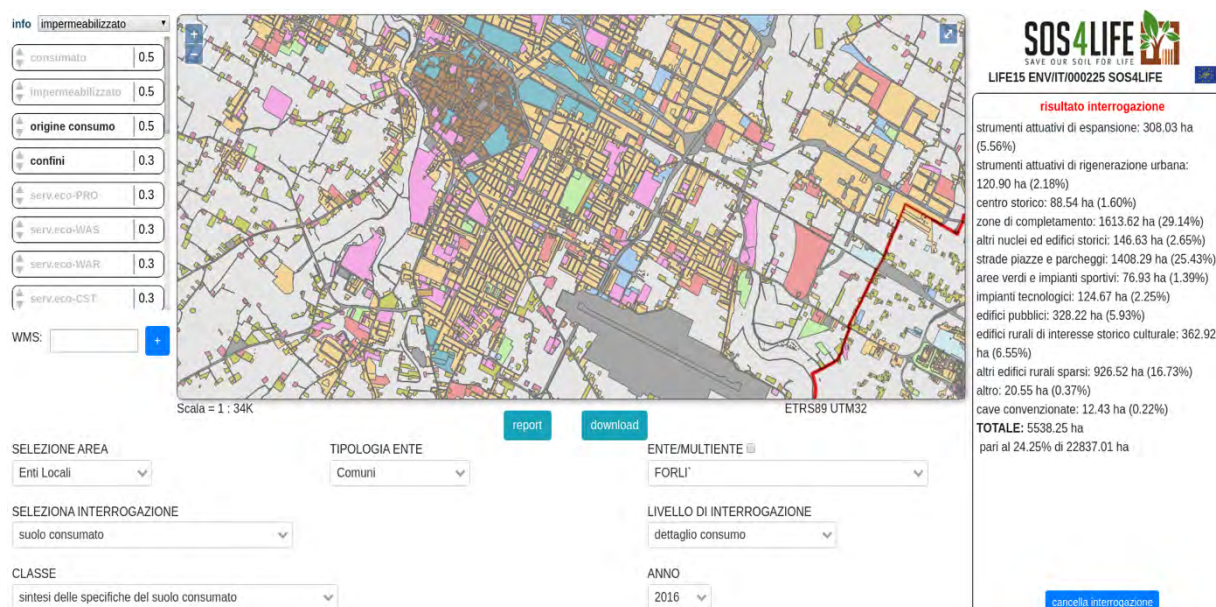 info impermeabilizzato
consumato 0.5
impermeabilizzato 0.5
origine consumo 0.5
confini 0.3
serv.eco-PRO 0.3
serv.eco-WAS 0.3
serv.eco-WAR 0.3
serv.eco-CST 0.3
WMS: +
+
−
Scala = 1 : 34K
ETRS89 UTM32
report
download
SELEZIONE AREA
Enti Locali
TIPOLOGIA ENTE
Comuni
ENTE/MULTIENTE
FORLI`
SELEZIONA INTERROGAZIONE
suolo consumato
LIVELLO DI INTERROGAZIONE
dettaglio consumo
CLASSE
sintesi delle specifiche del suolo consumato
ANNO
2016
SOS4LIFE
SAVE OUR SOIL FOR LIFE
LIFE15 ENV/IT/000225 SOS4LIFE
risultato interrogazione
strumenti attuativi di espansione: 308.03 ha
(5.56%)
strumenti attuativi di rigenerazione urbana:
120.90 ha (2.18%)
centro storico: 88.54 ha (1.60%)
zone di completamento: 1613.62 ha (29.14%)
altri nuclei ed edifici storici: 146.63 ha (2.65%)
strade piazze e parcheggi: 1408.29 ha (25.43%)
aree verdi e impianti sportivi: 76.93 ha (1.39%)
impianti tecnologici: 124.67 ha (2.25%)
edifici pubblici: 328.22 ha (5.93%)
edifici rurali di interesse storico culturale: 362.92
ha (6.55%)
altri edifici rurali sparsi: 926.52 ha (16.73%)
altro: 20.55 ha (0.37%)
cave convenzionate: 12.43 ha (0.22%)
TOTALE: 5538.25 ha
pari al 24.25% di 22837.01 ha
cancella interrogazione